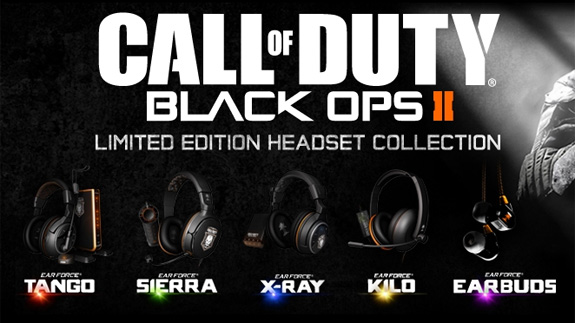 CALL OF DUTY®
BLACK OPS II
LIMITED EDITION HEADSET COLLECTION
EAR FORCE® EAR FORCE® EAR FORCE® EAR FORCE® EAR FORCE®
TANGO SIERRA X-RAY KILO EARBUDS